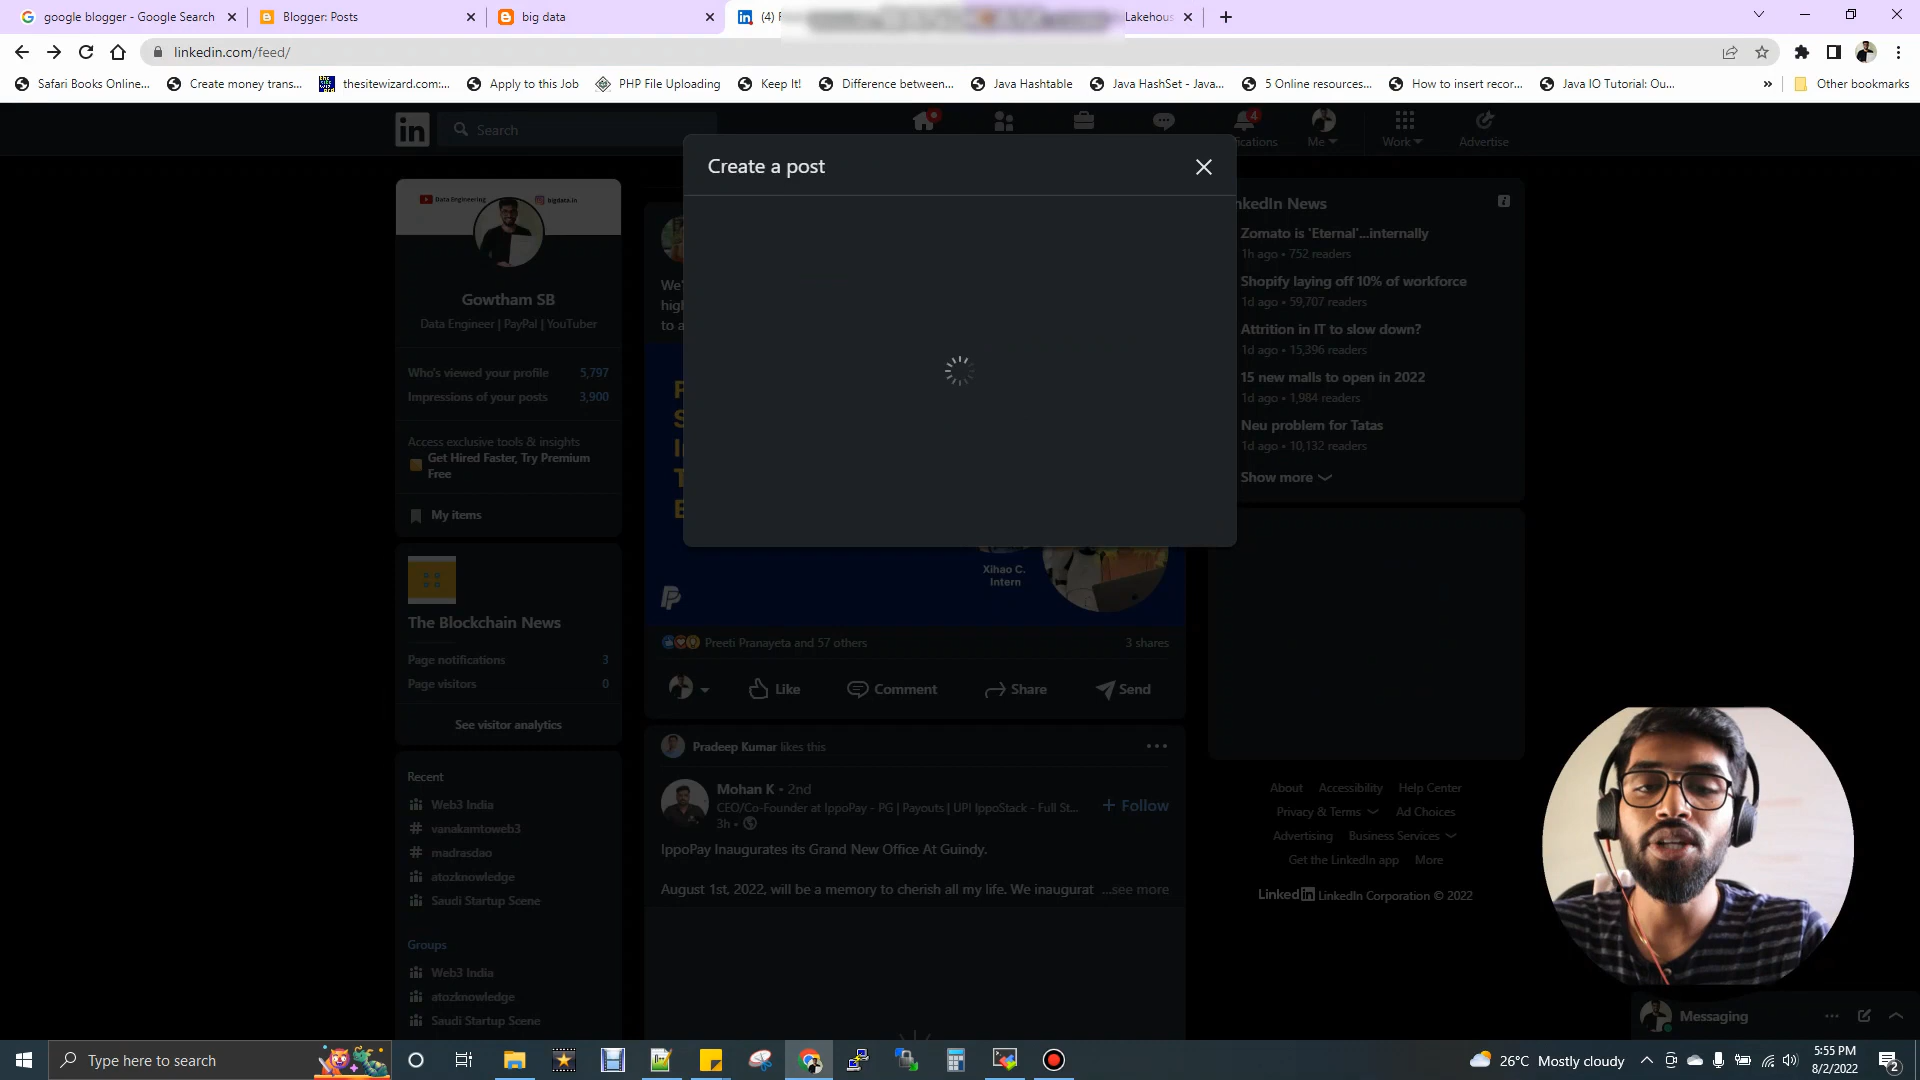 google blogger - Google Search
Blogger: Posts
big data
(4)
Lakehous
linkedin.com/feed/
Safari Books Online...
Create money trans...
thesitewizard.com:...
Apply to this Job
PHP File Uploading
Keep It!
Difference between...
Java Hashtable
Java HashSet - Java...
5 Online resources...
How to insert recor...
Java IO Tutorial: Ou...
Other bookmarks
in
Search
4
ications
Me
Work
Advertise
Create a post
Data Engineering
bigdata.in
Gowtham SB
Data Engineer | PayPal | YouTuber
Who's viewed your profile 5,797
Impressions of your posts 3,900
Access exclusive tools & insights
Get Hired Faster, Try Premium
Free
My items
The Blockchain News
Page notifications 3
Page visitors 0
See visitor analytics
Recent
Web3 India
# vanakamtoweb3
# madrasdao
atozknowledge
Saudi Startup Scene
Groups
Web3 India
atozknowledge
Saudi Startup Scene
We'
high
to a
Xihao C.
Intern
Preeti Pranayeta and 57 others
3 shares
Like
Comment
Share
Send
Pradeep Kumar likes this
Mohan K • 2nd
CEO/Co-Founder at IppoPay - PG | Payouts | UPI IppoStack - Full St...
3h •
+ Follow
IppoPay Inaugurates its Grand New Office At Guindy.
August 1st, 2022, will be a memory to cherish all my life. We inaugurat ...see more
nkedIn News
Zomato is 'Eternal'...internally
1h ago • 752 readers
Shopify laying off 10% of workforce
1d ago • 59,707 readers
Attrition in IT to slow down?
1d ago • 15,396 readers
15 new malls to open in 2022
1d ago • 1,984 readers
Neu problem for Tatas
1d ago • 10,132 readers
Show more
About Accessibility Help Center
Privacy & Terms Ad Choices
Advertising Business Services
Get the LinkedIn app More
LinkedIn LinkedIn Corporation © 2022
Messaging
Type here to search
26°C Mostly cloudy
5:55 PM
8/2/2022
2